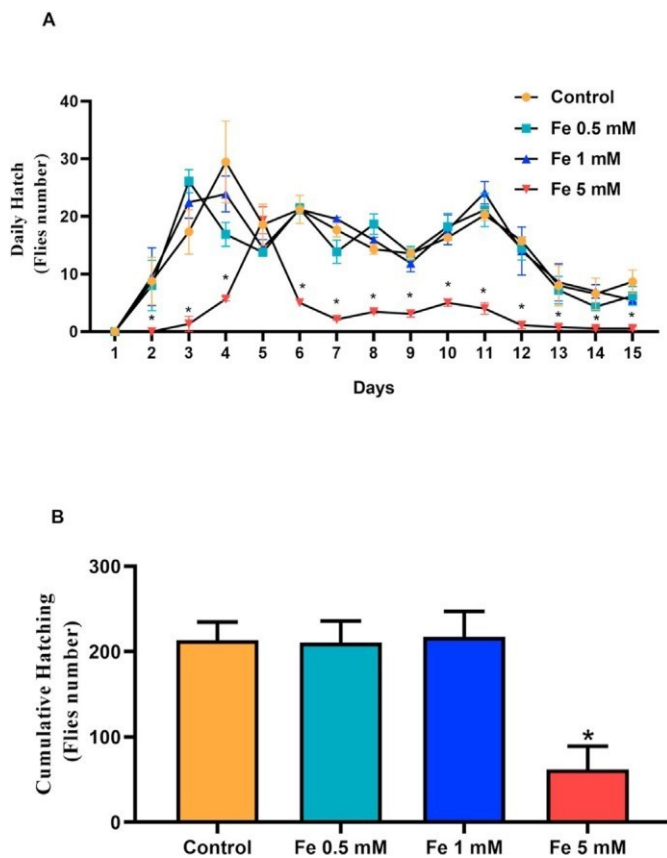 A
Control
Fe 0.5 mM
Fe 1 mM
Fe 5 mM
Daily Hatch
(Flies number)
40
30
20
10
0
* * * * * * * * * * * * *
1 2 3 4 5 6 7 8 9 10 11 12 13 14 15
Days
B
Cumulative Hatching
(Flies number)
300
200
100
0
*
Control Fe 0.5 mM Fe 1 mM Fe 5 mM